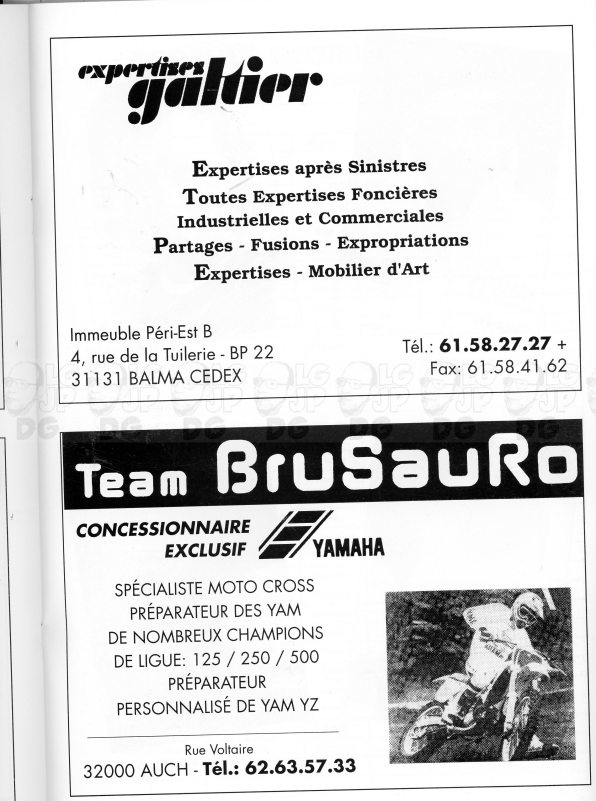 expertises
galtier
Expertises après Sinistres
Toutes Expertises Foncières
Industrielles et Commerciales
Partages - Fusions - Expropriations
Expertises - Mobilier d'Art
Immeuble Péri-Est B
4, rue de la Tuilerie - BP 22
31131 BALMA CEDEX
Tél.: 61.58.27.27 +
Fax: 61.58.41.62
LG JP DG
Team BruSauRo
CONCESSIONNAIRE
EXCLUSIF
YAMAHA
SPÉCIALISTE MOTO CROSS
PRÉPARATEUR DES YAM
DE NOMBREUX CHAMPIONS
DE LIGUE: 125 / 250 / 500
PRÉPARATEUR
PERSONNALISÉ DE YAM YZ
Rue Voltaire
32000 AUCH - Tél.: 62.63.57.33